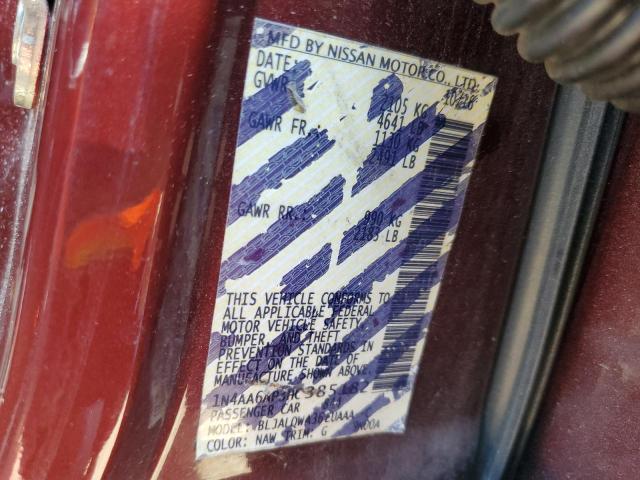 MFD BY NISSAN MOTOR CO., LTD.
DATE:
GVWR
2105 KG
4641 LB
GAWR FR.:
1130 KG
2491 LB
GAWR RR.:
990 KG
2183 LB
THIS VEHICLE CONFORMS TO
ALL APPLICABLE FEDERAL
MOTOR VEHICLE SAFETY,
BUMPER, AND THEFT
PREVENTION STANDARDS IN
EFFECT ON THE DATE OF
MANUFACTURE SHOWN ABOVE.
PASSENGER CAR
MODEL:
COLOR: NAW TRIM: G